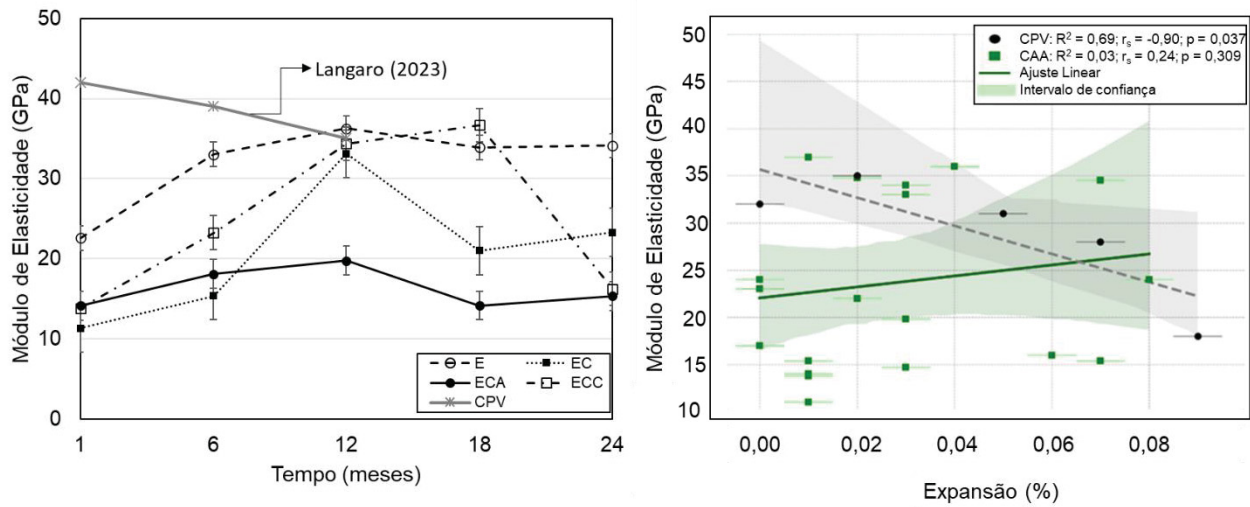 50
40
30
20
10
0
Módulo de Elasticidade (GPa)
Langaro (2023)
E
EC
ECA
ECC
CPV
1
6
12
18
24
Tempo (meses)
50
45
40
35
30
25
20
15
10
Módulo de Elasticidade (GPa)
CPV: R² = 0,69; rₛ = -0,90; p = 0,037
CAA: R² = 0,03; rₛ = 0,24; p = 0,309
Ajuste Linear
Intervalo de confiança
0,00
0,02
0,04
0,06
0,08
Expansão (%)